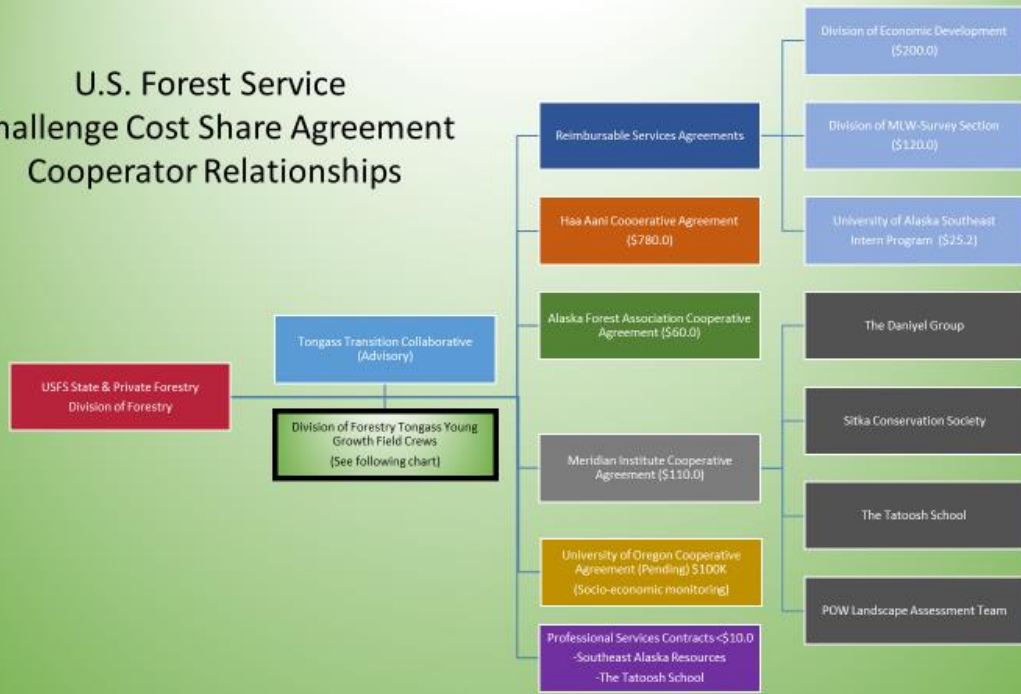 U.S. Forest Service
hallenge Cost Share Agreement
Cooperator Relationships
USFS State & Private Forestry
Division of Forestry
Tongass Transition Collaborative
(Advisory)
Division of Forestry Tongass Young
Growth Field Crews
(See following chart)
Reimbursable Services Agreements
Haa Aani Cooperative Agreement
($780.0)
Alaska Forest Association Cooperative
Agreement ($60.0)
Meridian Institute Cooperative
Agreement ($110.0)
University of Oregon Cooperative
Agreement (Pending) $100K
(Socio-economic monitoring)
Professional Services Contracts <$10.0
-Southeast Alaska Resources
-The Tatoosh School
Division of Economic Development
($200.0)
Division of MLW-Survey Section
($120.0)
University of Alaska Southeast
Intern Program ($25.2)
The Daniyel Group
Sitka Conservation Society
The Tatoosh School
POW Landscape Assessment Team